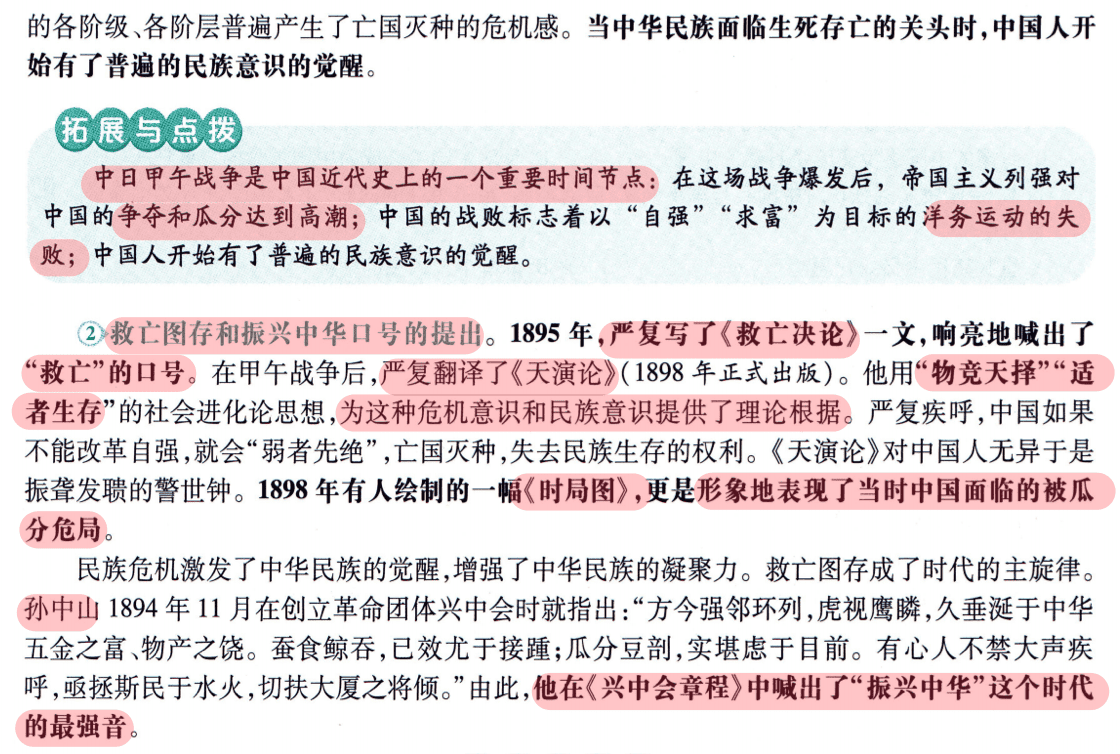 的各阶级、各阶层普遍产生了亡国灭种的危机感。当中华民族面临生死存亡的关头时,中国人开
始有了普遍的民族意识的觉醒。
拓展与点拨
中日甲午战争是中国近代史上的一个重要时间节点:在这场战争爆发后,帝国主义列强对
中国的争夺和瓜分达到高潮;中国的战败标志着以“自强”“求富”为目标的洋务运动的失
败;中国人开始有了普遍的民族意识的觉醒。
②救亡图存和振兴中华口号的提出。1895年,严复写了《救亡决论》一文,响亮地喊出了
“救亡”的口号。在甲午战争后,严复翻译了《天演论》(1898年正式出版)。他用“物竞天择”“适
者生存”的社会进化论思想,为这种危机意识和民族意识提供了理论根据。严复疾呼,中国如果
不能改革自强,就会“弱者先绝”,亡国灭种,失去民族生存的权利。《天演论》对中国人无异于是
振聋发聩的警世钟。1898年有人绘制的一幅《时局图》,更是形象地表现了当时中国面临的被瓜
分危局。
民族危机激发了中华民族的觉醒,增强了中华民族的凝聚力。救亡图存成了时代的主旋律。
孙中山1894年11月在创立革命团体兴中会时就指出:“方今强邻环列,虎视鹰瞵,久垂涎于中华
五金之富、物产之饶。蚕食鲸吞,已效尤于接踵;瓜分豆剖,实堪虑于目前。有心人不禁大声疾
呼,亟拯斯民于水火,切扶大厦之将倾。”由此,他在《兴中会章程》中喊出了“振兴中华”这个时代
的最强音。